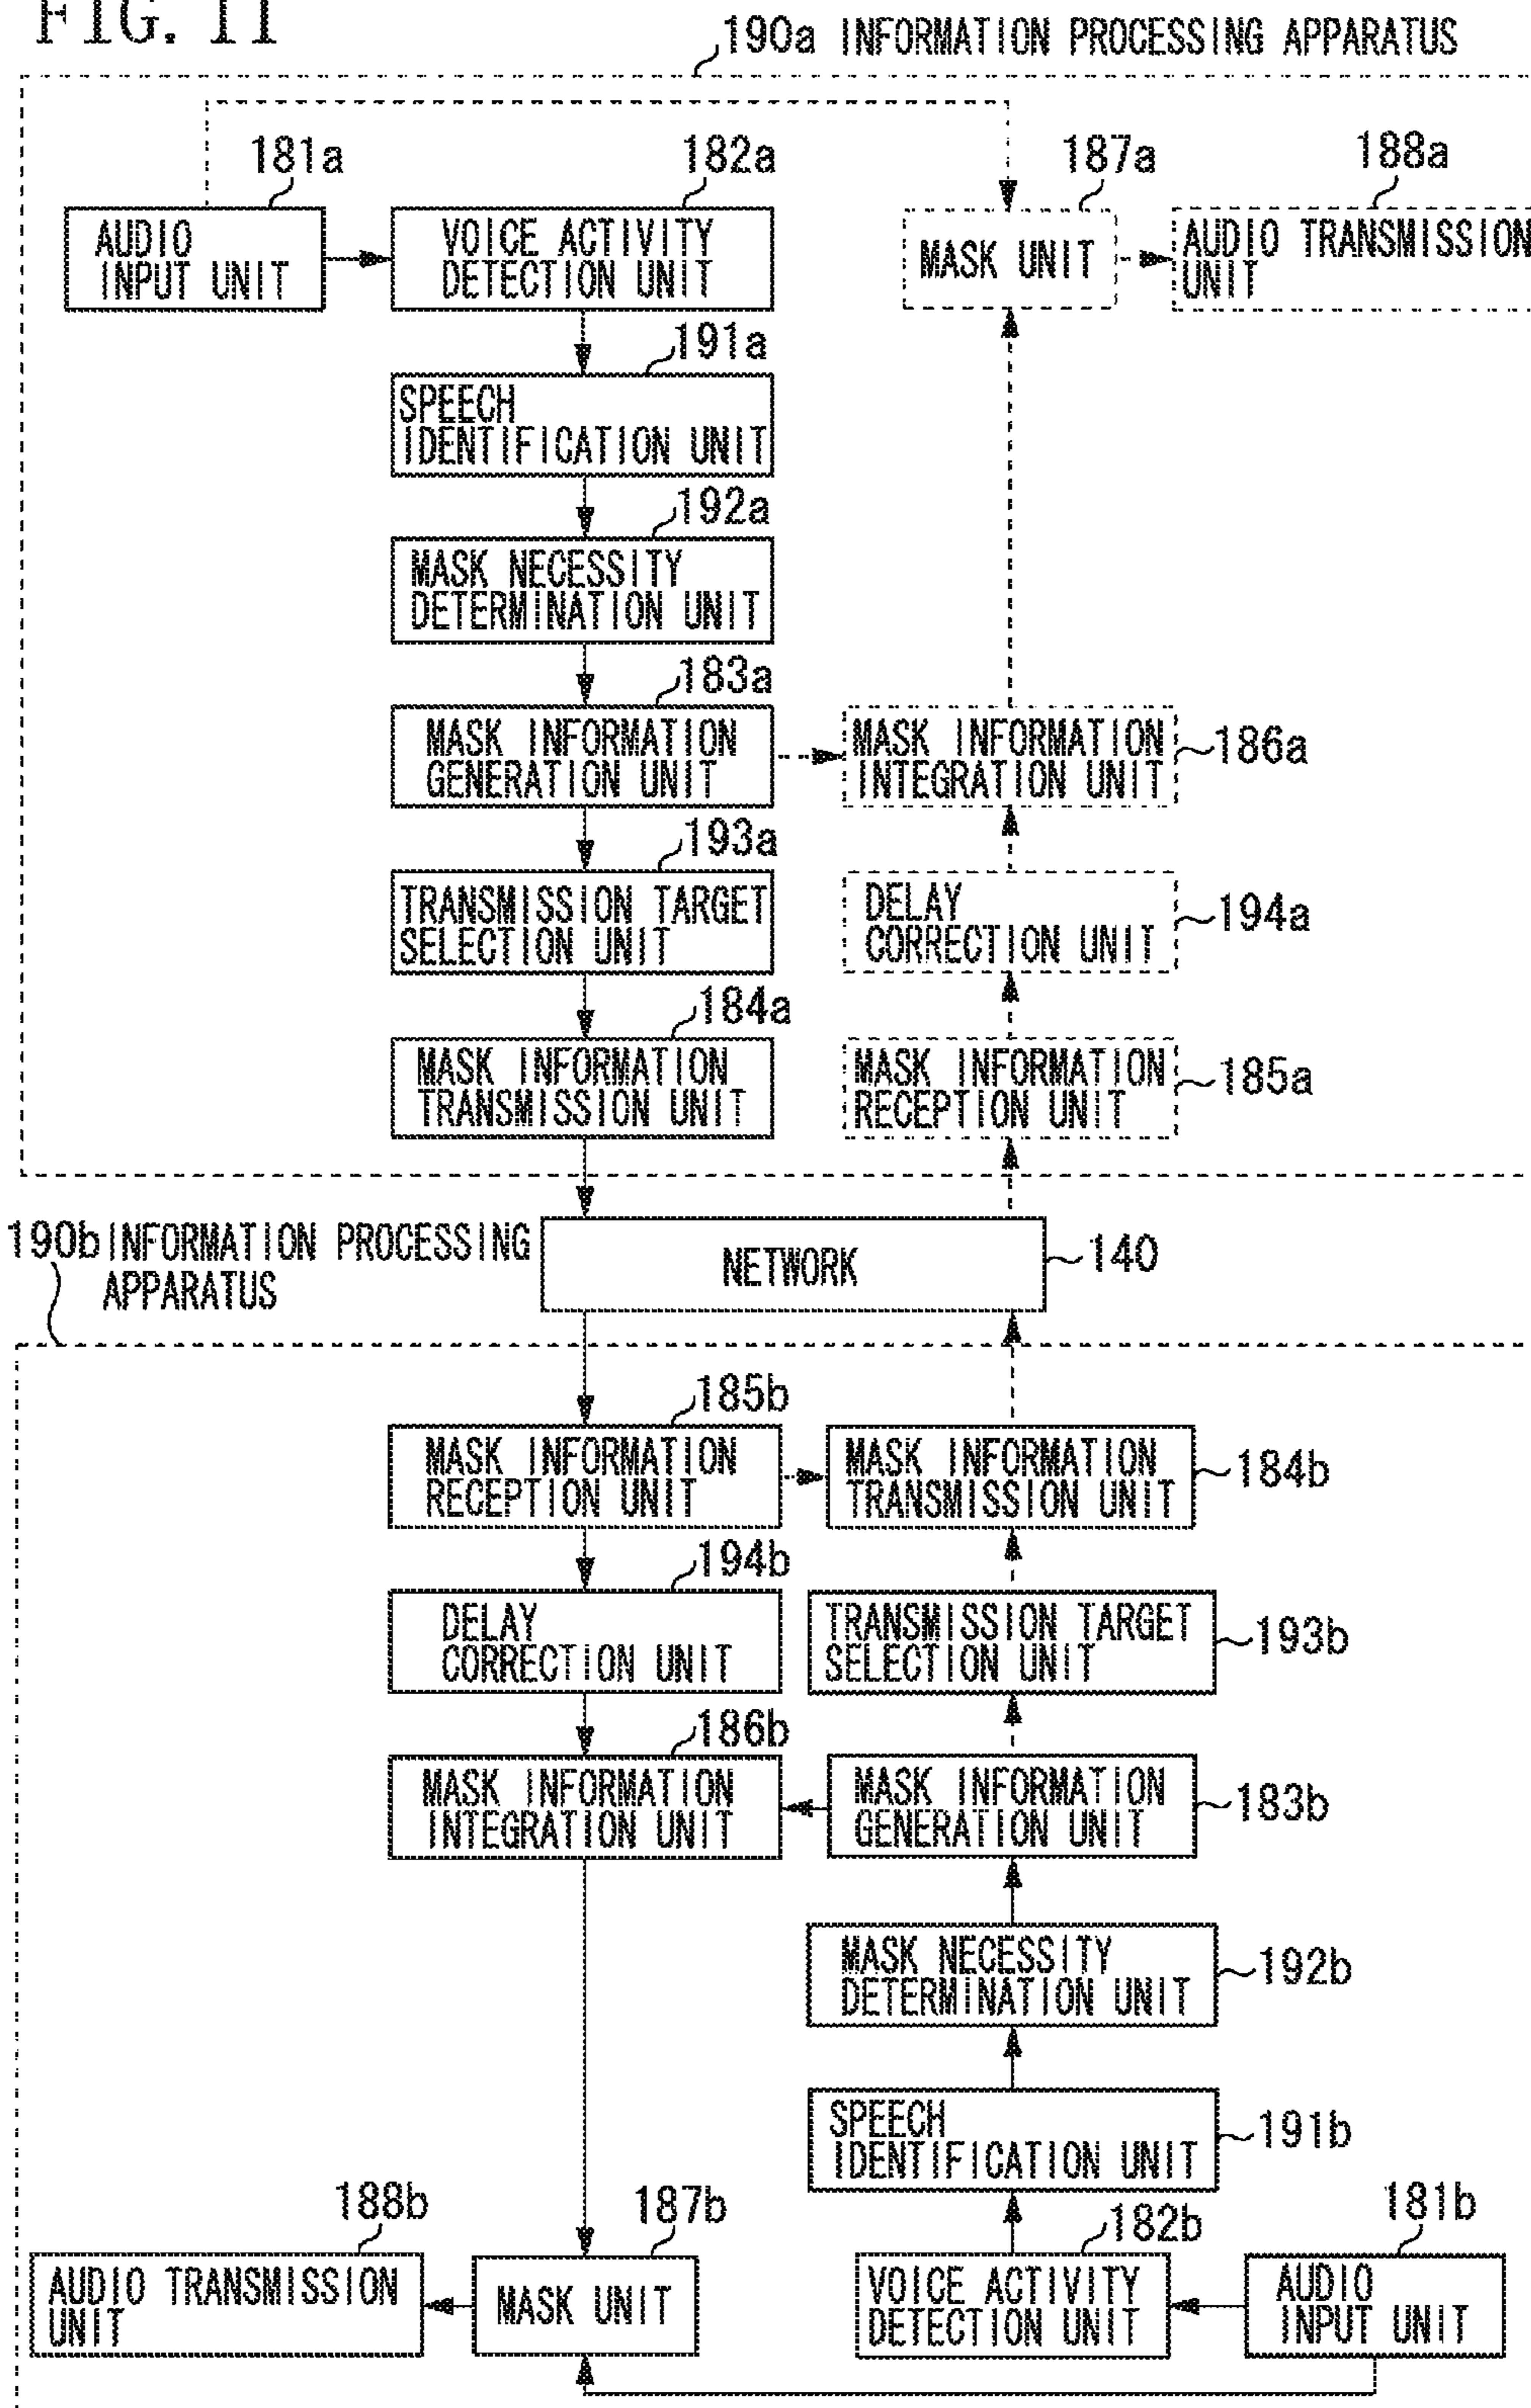 FIG. 11
190a INFORMATION PROCESSING APPARATUS
181a
182a
187a
188a
AUDIO
INPUT UNIT
VOICE ACTIVITY
DETECTION UNIT
MASK UNIT
AUDIO TRANSMISSION
UNIT
191a
SPEECH
IDENTIFICATION UNIT
192a
MASK NECESSITY
DETERMINATION UNIT
183a
MASK INFORMATION
GENERATION UNIT
MASK INFORMATION
INTEGRATION UNIT
186a
193a
TRANSMISSION TARGET
SELECTION UNIT
DELAY
CORRECTION UNIT
194a
184a
MASK INFORMATION
TRANSMISSION UNIT
MASK INFORMATION
RECEPTION UNIT
185a
190b INFORMATION PROCESSING
APPARATUS
NETWORK
140
185b
MASK INFORMATION
RECEPTION UNIT
MASK INFORMATION
TRANSMISSION UNIT
184b
194b
DELAY
CORRECTION UNIT
TRANSMISSION TARGET
SELECTION UNIT
193b
186b
MASK INFORMATION
INTEGRATION UNIT
MASK INFORMATION
GENERATION UNIT
183b
MASK NECESSITY
DETERMINATION UNIT
192b
SPEECH
IDENTIFICATION UNIT
191b
188b
187b
182b
181b
AUDIO TRANSMISSION
UNIT
MASK UNIT
VOICE ACTIVITY
DETECTION UNIT
AUDIO
INPUT UNIT